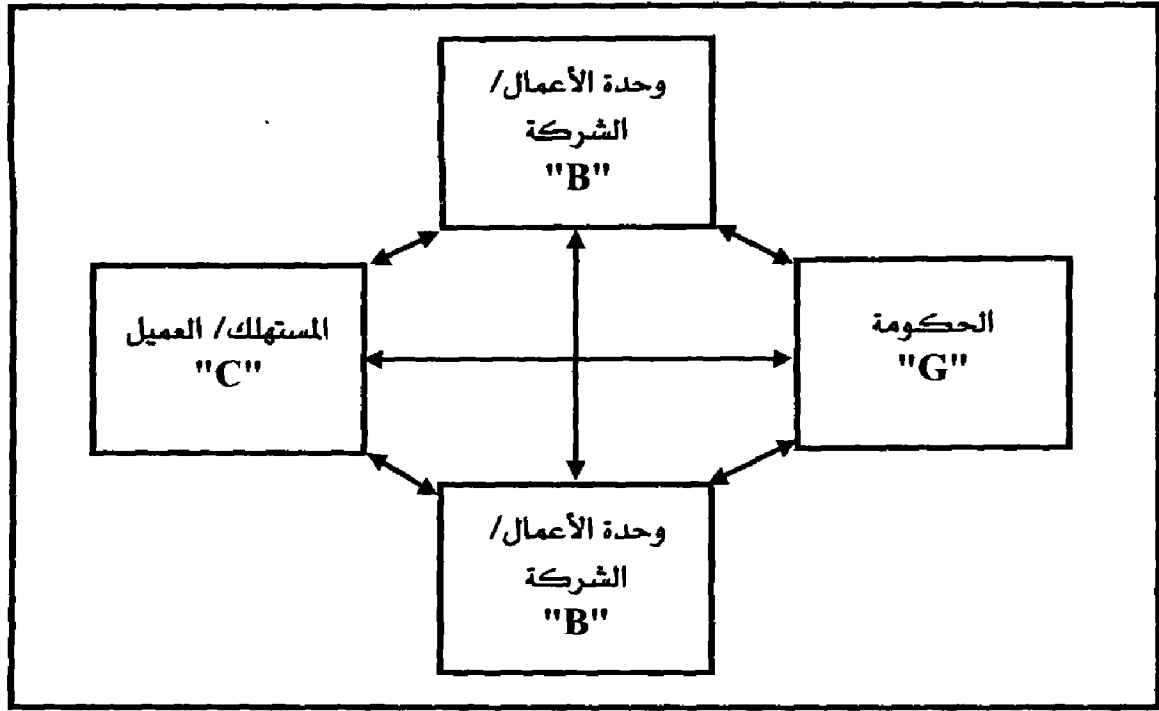 وحدة الأعمال/
الشركة
"B"
المستهلك/ العميل
"C"
الحكومة
"G"
وحدة الأعمال/
الشركة
"B"